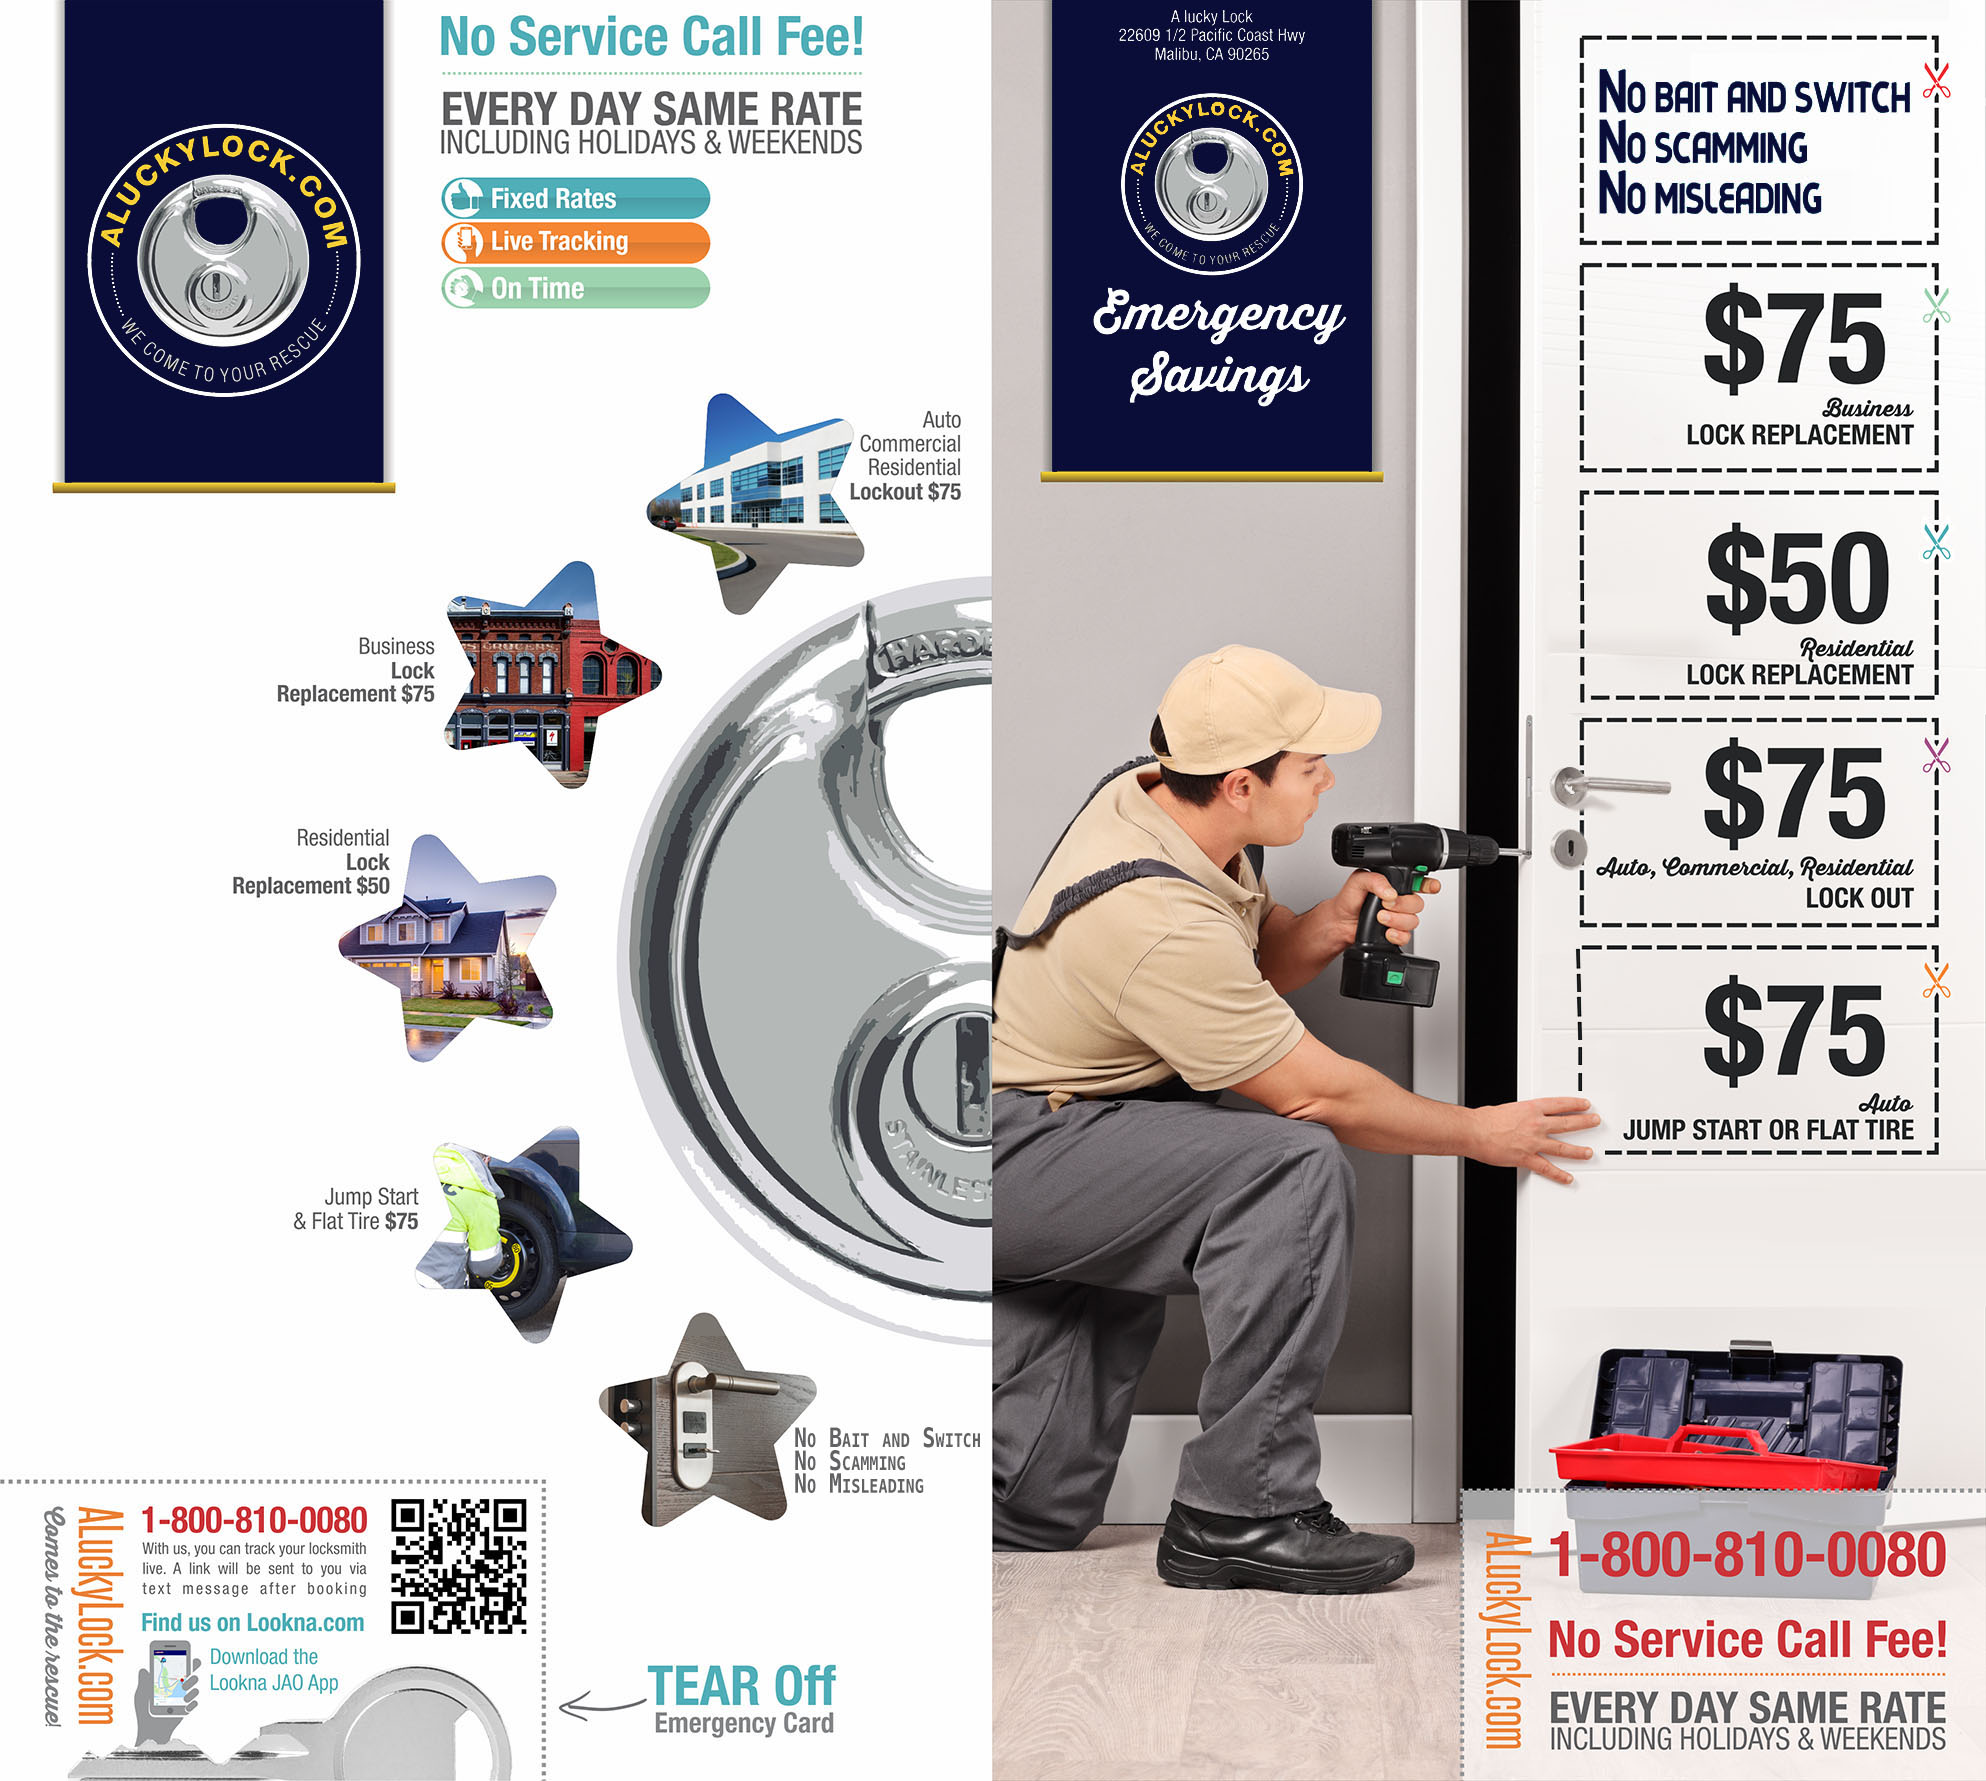 ALUCKYLOCK.COM
WE COME TO YOUR RESCUE
No Service Call Fee!
EVERY DAY SAME RATE
INCLUDING HOLIDAYS & WEEKENDS
Fixed Rates
Live Tracking
On Time
Auto
Commercial
Residential
Lockout $75
Business
Lock
Replacement $75
Residential
Lock
Replacement $50
Jump Start
& Flat Tire $75
No Bait and Switch
No Scamming
No Misleading
STAINLES
Comes to the rescue!
ALuckyLock.com
1-800-810-0080
With us, you can track your locksmith
live. A link will be sent to you via
text message after booking
Find us on Lookna.com
Download the
Lookna JAO App
TEAR Off
Emergency Card
A lucky Lock
22609 1/2 Pacific Coast Hwy
Malibu, CA 90265
ALUCKYLOCK.COM
WE COME TO YOUR RESCUE
Emergency
Savings
No bait and switch
No scamming
No misleading
$75
Business
LOCK REPLACEMENT
$50
Residential
LOCK REPLACEMENT
$75
Auto, Commercial, Residential
LOCK OUT
$75
Auto
JUMP START OR FLAT TIRE
ALuckyLock.com
1-800-810-0080
No Service Call Fee!
EVERY DAY SAME RATE
INCLUDING HOLIDAYS & WEEKENDS